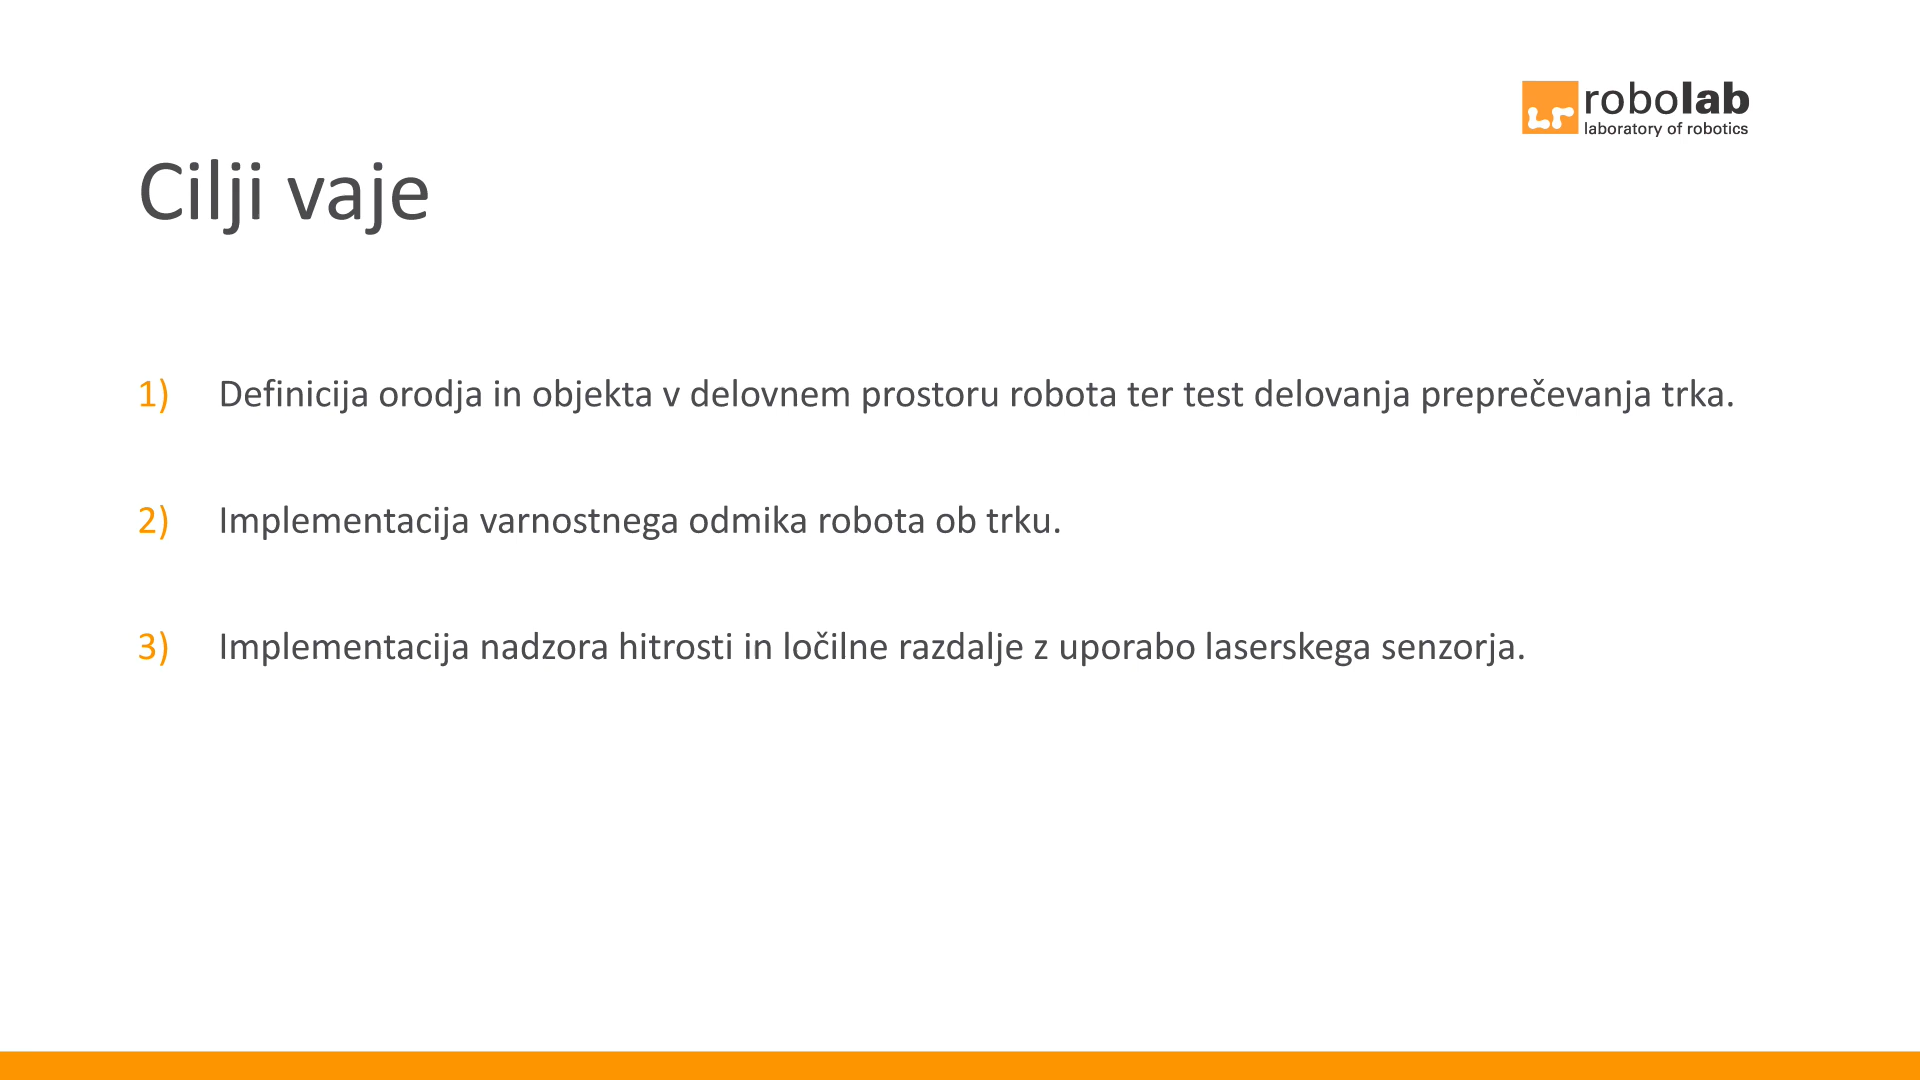 robolab
laboratory of robotics
Cilji vaje
1) Definicija orodja in objekta v delovnem prostoru robota ter test delovanja preprečevanja trka.
2) Implementacija varnostnega odmika robota ob trku.
3) Implementacija nadzora hitrosti in ločilne razdalje z uporabo laserskega senzorja.